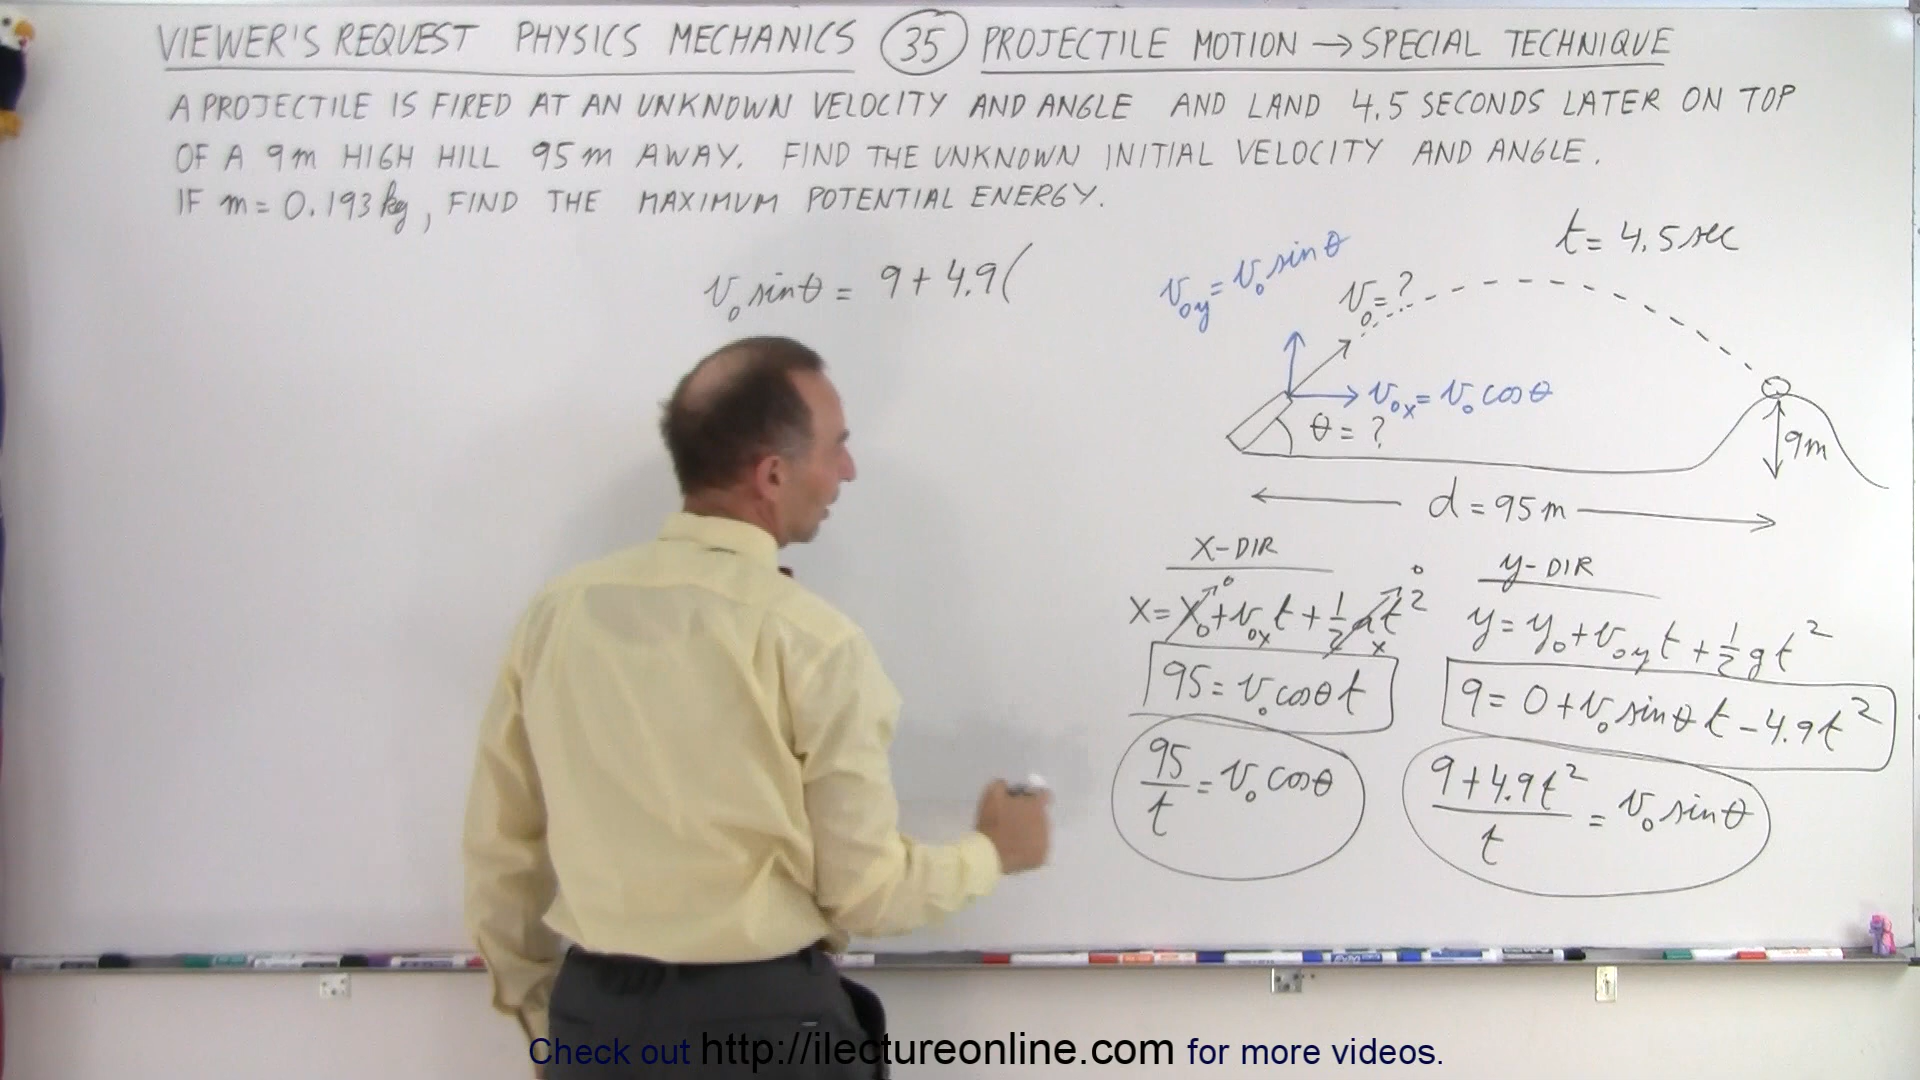 VIEWER'S REQUEST PHYSICS MECHANICS 35 PROJECTILE MOTION → SPECIAL TECHNIQUE
A PROJECTILE IS FIRED AT AN UNKNOWN VELOCITY AND ANGLE AND LAND 4.5 SECONDS LATER ON TOP
OF A 9m HIGH HILL 95m AWAY. FIND THE UNKNOWN INITIAL VELOCITY AND ANGLE.
IF m = 0.193 kg, FIND THE MAXIMUM POTENTIAL ENERGY.
v₀ sinθ = 9 + 4.9(
t = 4.5 sec
v₀y = v₀ sinθ
v₀ = ?
v₀x = v₀ cosθ
θ = ?
9m
d = 95m
X-DIR
x = x₀ + v₀x t + 1/2 aₓ t²
0
0
95 = v₀ cosθ t
95/t = v₀ cosθ
y-DIR
y = y₀ + v₀y t + 1/2 g t²
9 = 0 + v₀ sinθ t - 4.9t²
(9 + 4.9t²)/t = v₀ sinθ
Check out http://ilectureonline.com for more videos.